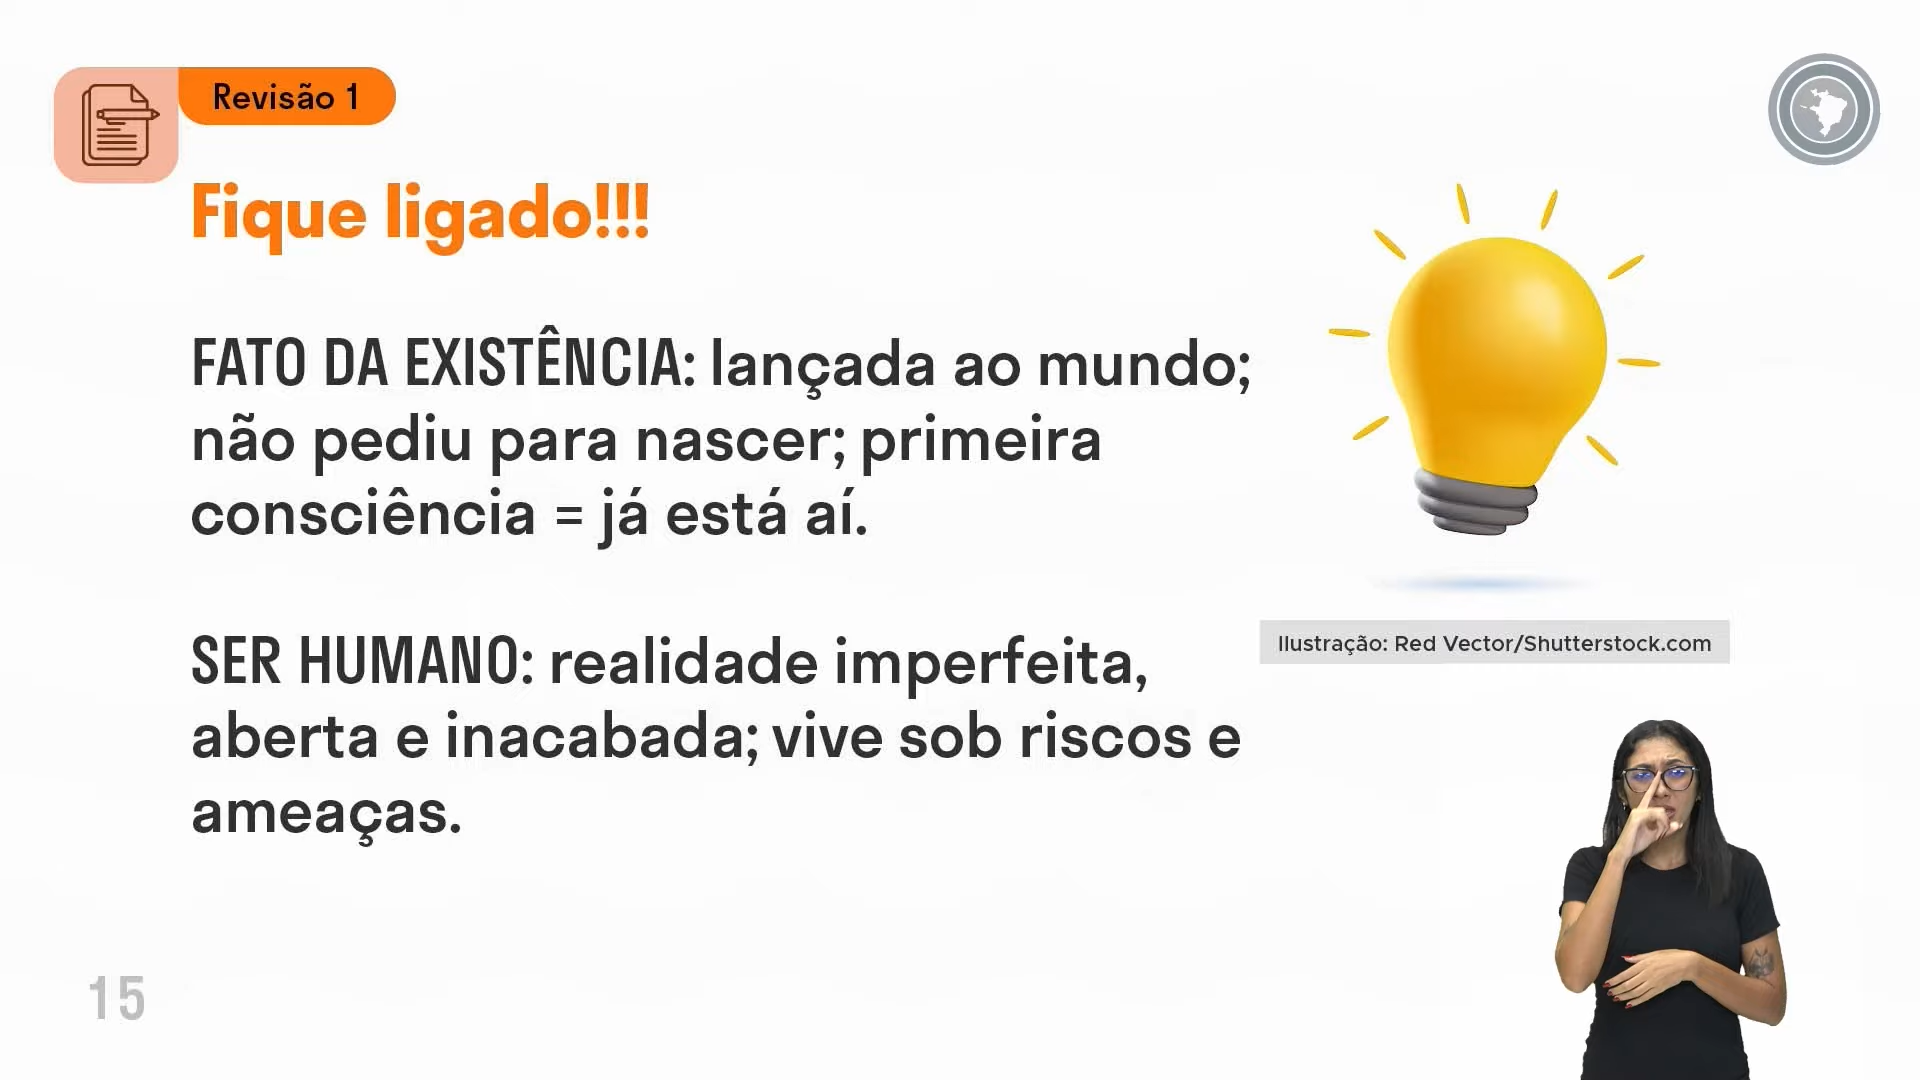 Revisão 1
Fique ligado!!!
FATO DA EXISTÊNCIA: lançada ao mundo;
não pediu para nascer; primeira
consciência = já está aí.
SER HUMANO: realidade imperfeita,
aberta e inacabada; vive sob riscos e
ameaças.
Ilustração: Red Vector/Shutterstock.com
15